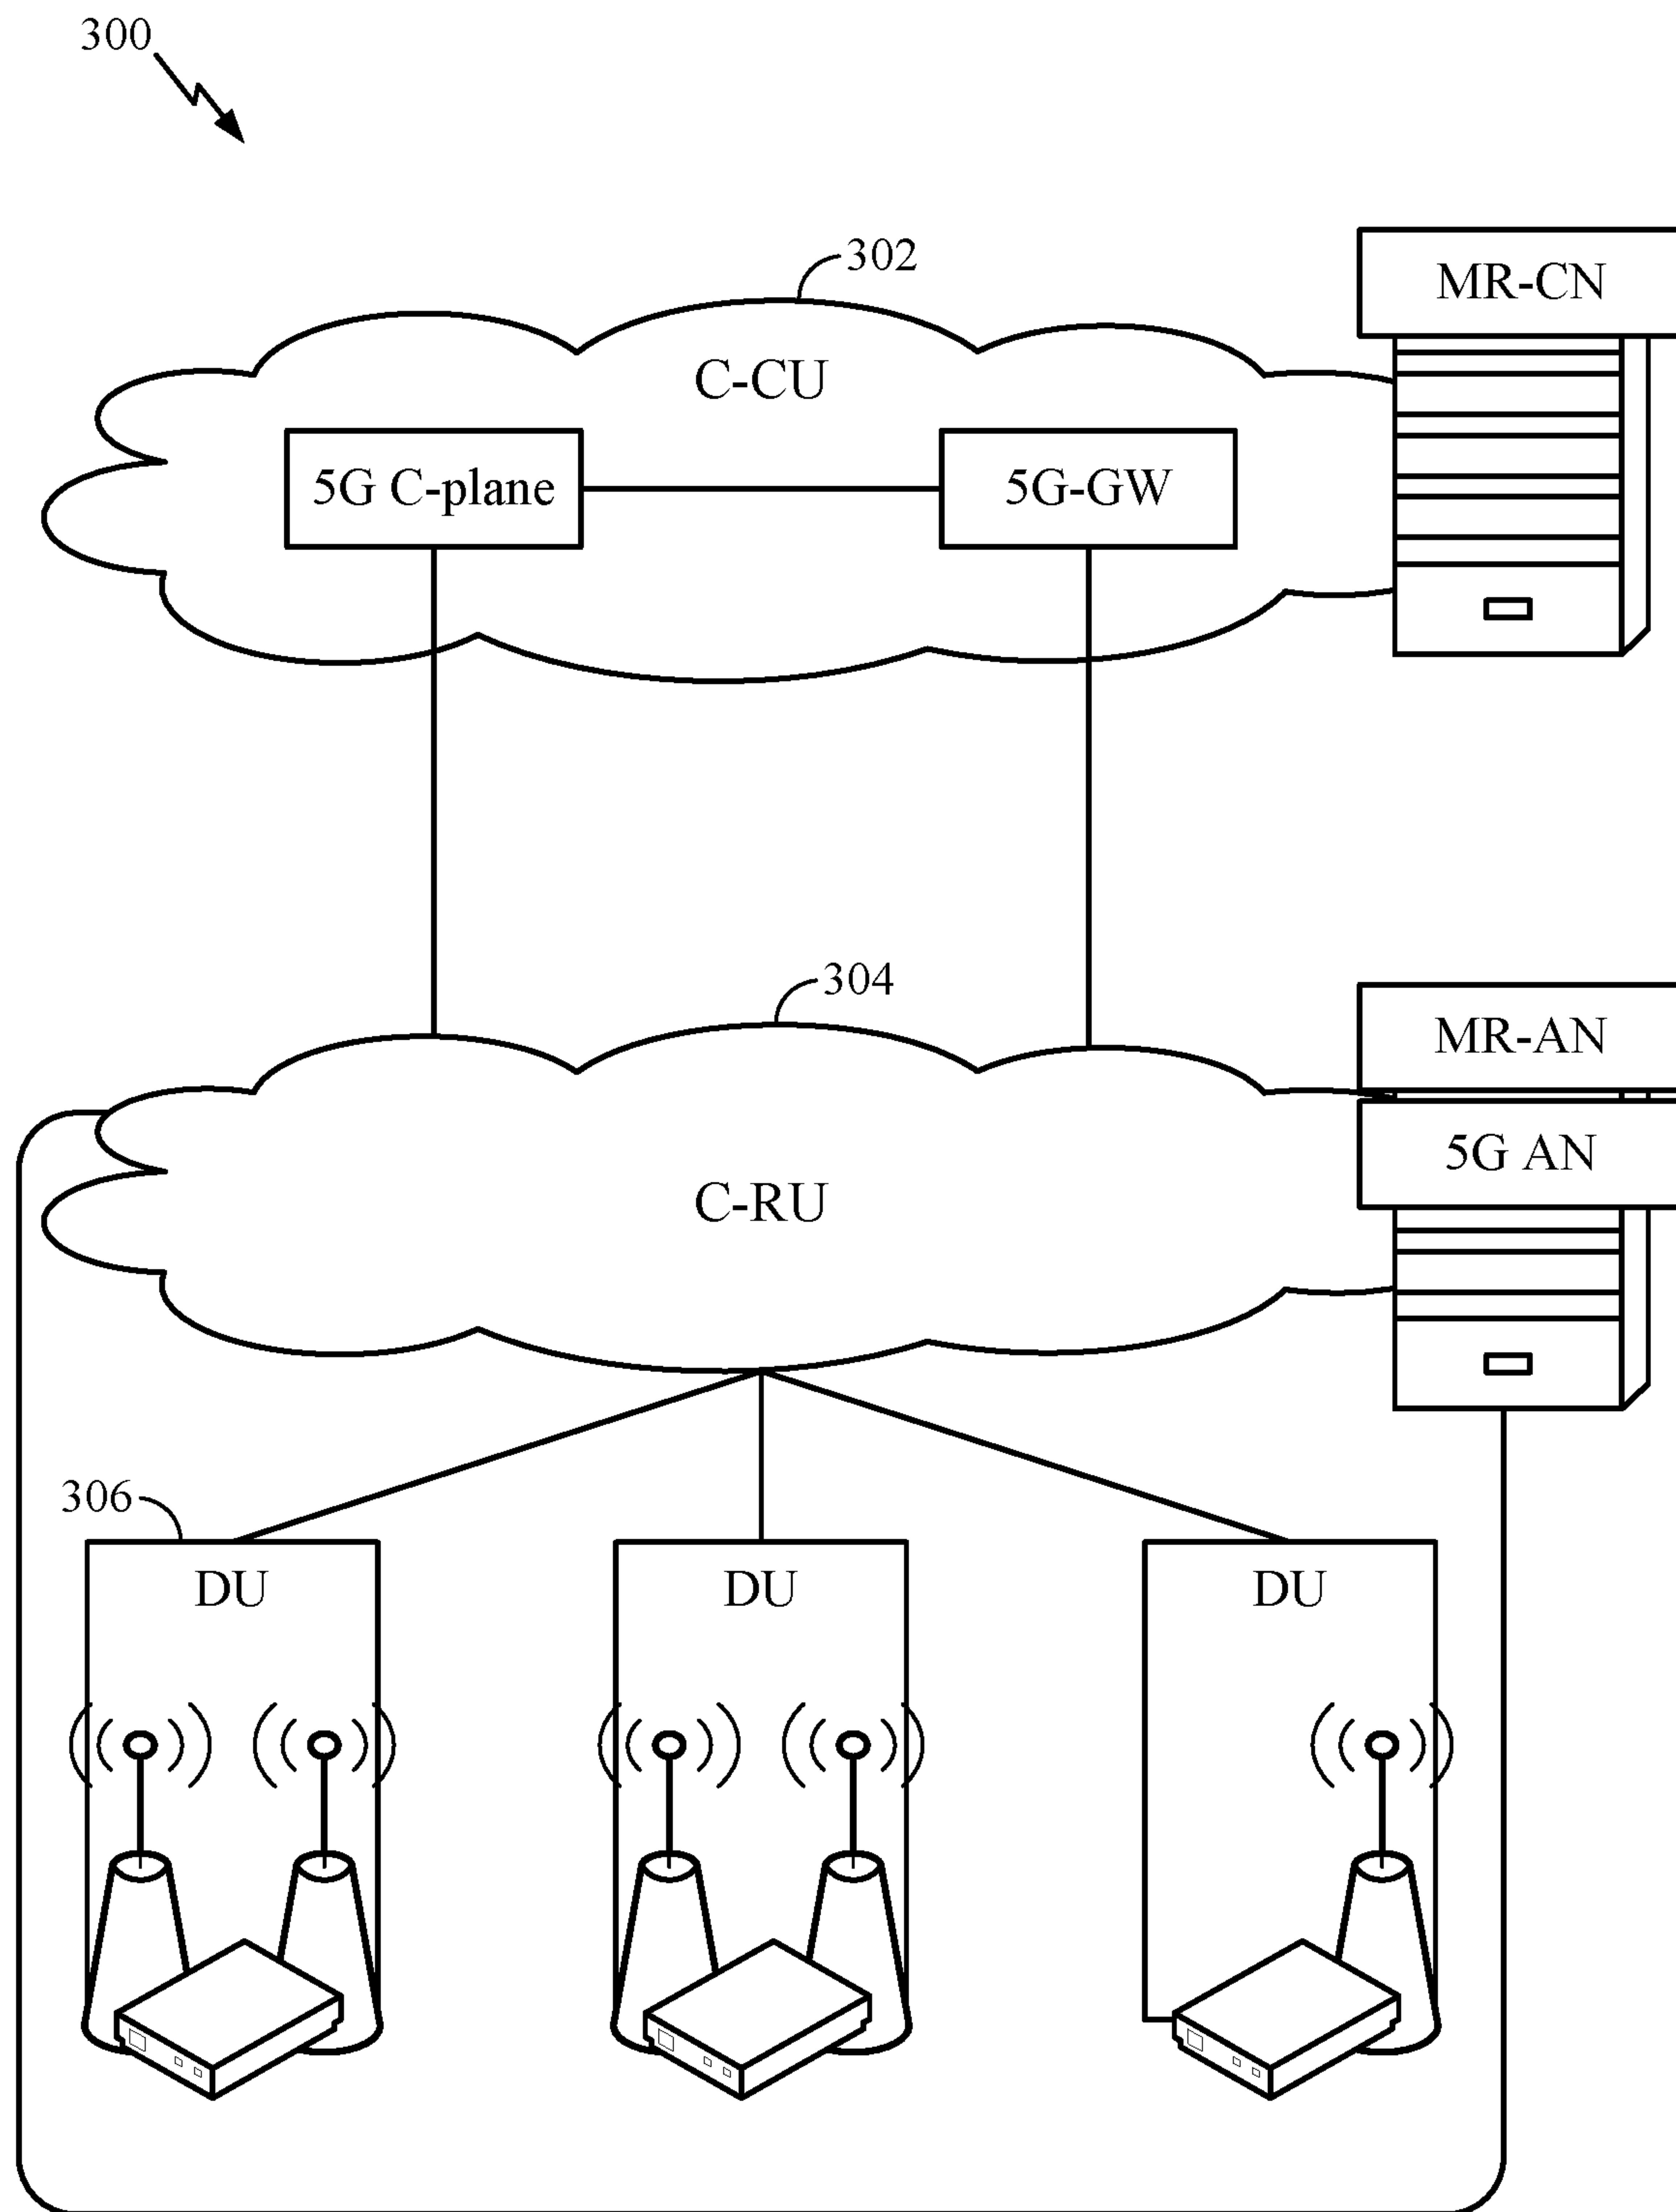 300
302
MR-CN
C-CU
5G C-plane
5G-GW
304
MR-AN
5G AN
C-RU
306
DU
DU
DU